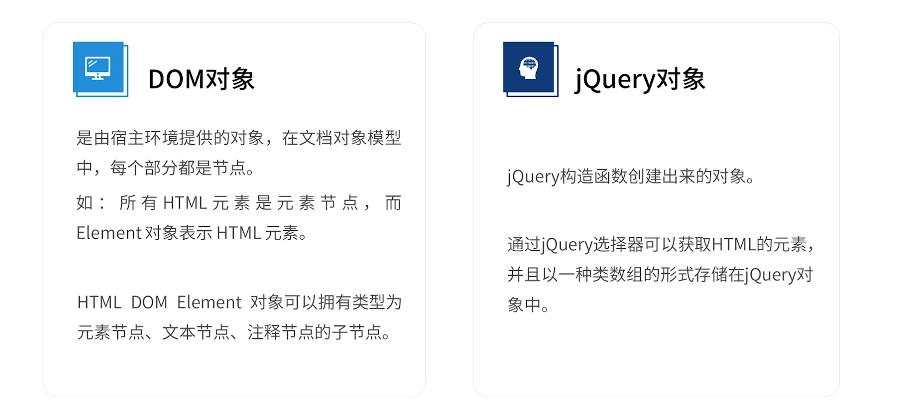 DOM对象
是由宿主环境提供的对象，在文档对象模型
中，每个部分都是节点。
如：所有HTML元素是元素节点，而
Element对象表示HTML元素。
HTML DOM Element 对象可以拥有类型为
元素节点、文本节点、注释节点的子节点。
jQuery对象
jQuery构造函数创建出来的对象。
通过jQuery选择器可以获取HTML的元素，
并且以一种类数组的形式存储在jQuery对
象中。